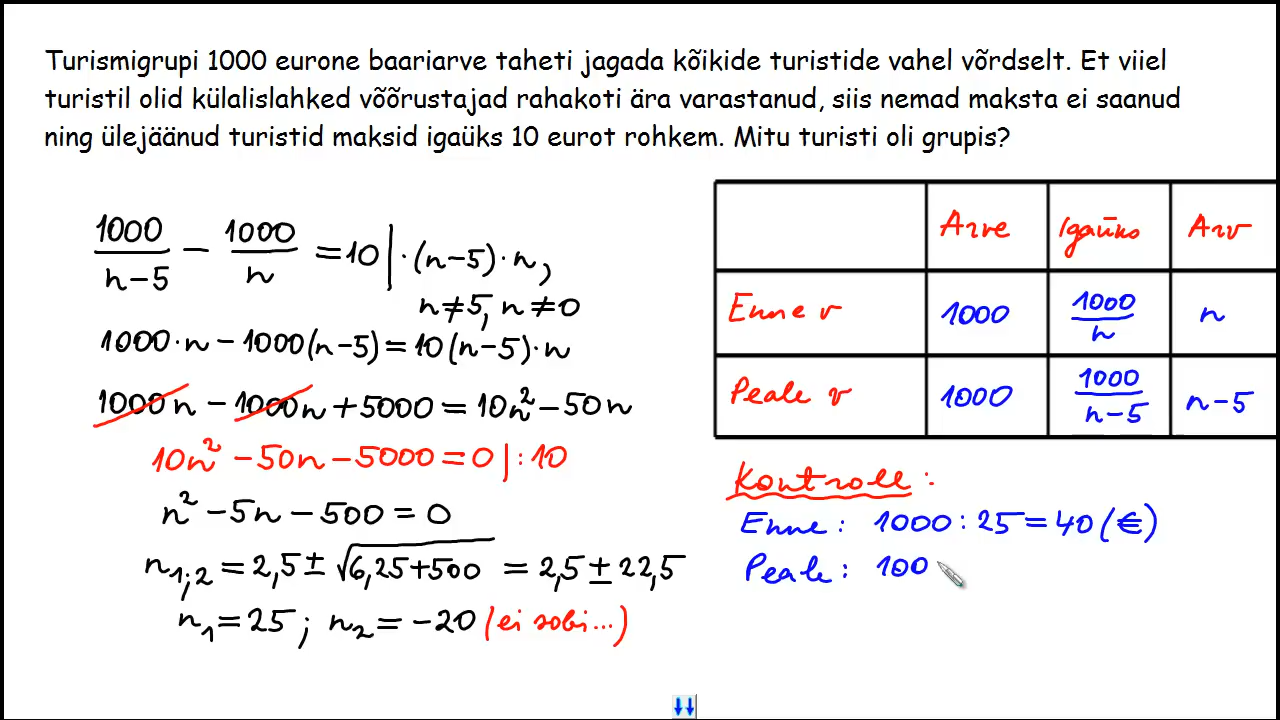 Turismigrupi 1000 eurone baariarve taheti jagada kõikide turistide vahel võrdselt. Et viiel
turistil olid külalislahked võõrustajad rahakoti ära varastanud, siis nemad maksta ei saanud
ning ülejäänud turistid maksid igaüks 10 eurot rohkem. Mitu turisti oli grupis?
1000/(n-5) - 1000/n = 10 | · (n-5) · n,
n≠5, n≠0
1000·n - 1000(n-5) = 10(n-5)·n
1000n - 1000n + 5000 = 10n² - 50n
10n² - 50n - 5000 = 0 | : 10
n² - 5n - 500 = 0
n₁;₂ = 2,5 ± √6,25+500 = 2,5 ± 22,5
n₁ = 25; n₂ = -20 (ei sobi...)
Arve Igaüks Arv
Enne v 1000 1000/n n
Peale v 1000 1000/(n-5) n-5
Kontroll:
Enne: 1000 : 25 = 40 (€)
Peale: 100